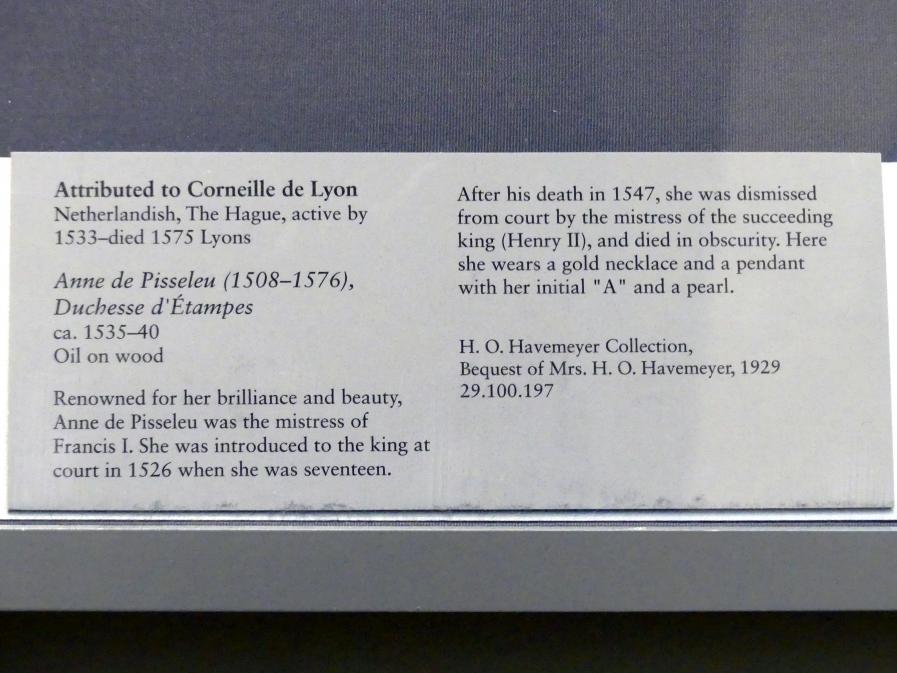 Attributed to Corneille de Lyon
Netherlandish, The Hague, active by
1533–died 1575 Lyons
Anne de Pisseleu (1508–1576),
Duchesse d'Étampes
ca. 1535–40
Oil on wood
Renowned for her brilliance and beauty,
Anne de Pisseleu was the mistress of
Francis I. She was introduced to the king at
court in 1526 when she was seventeen.
After his death in 1547, she was dismissed
from court by the mistress of the succeeding
king (Henry II), and died in obscurity. Here
she wears a gold necklace and a pendant
with her initial "A" and a pearl.
H. O. Havemeyer Collection,
Bequest of Mrs. H. O. Havemeyer, 1929
29.100.197